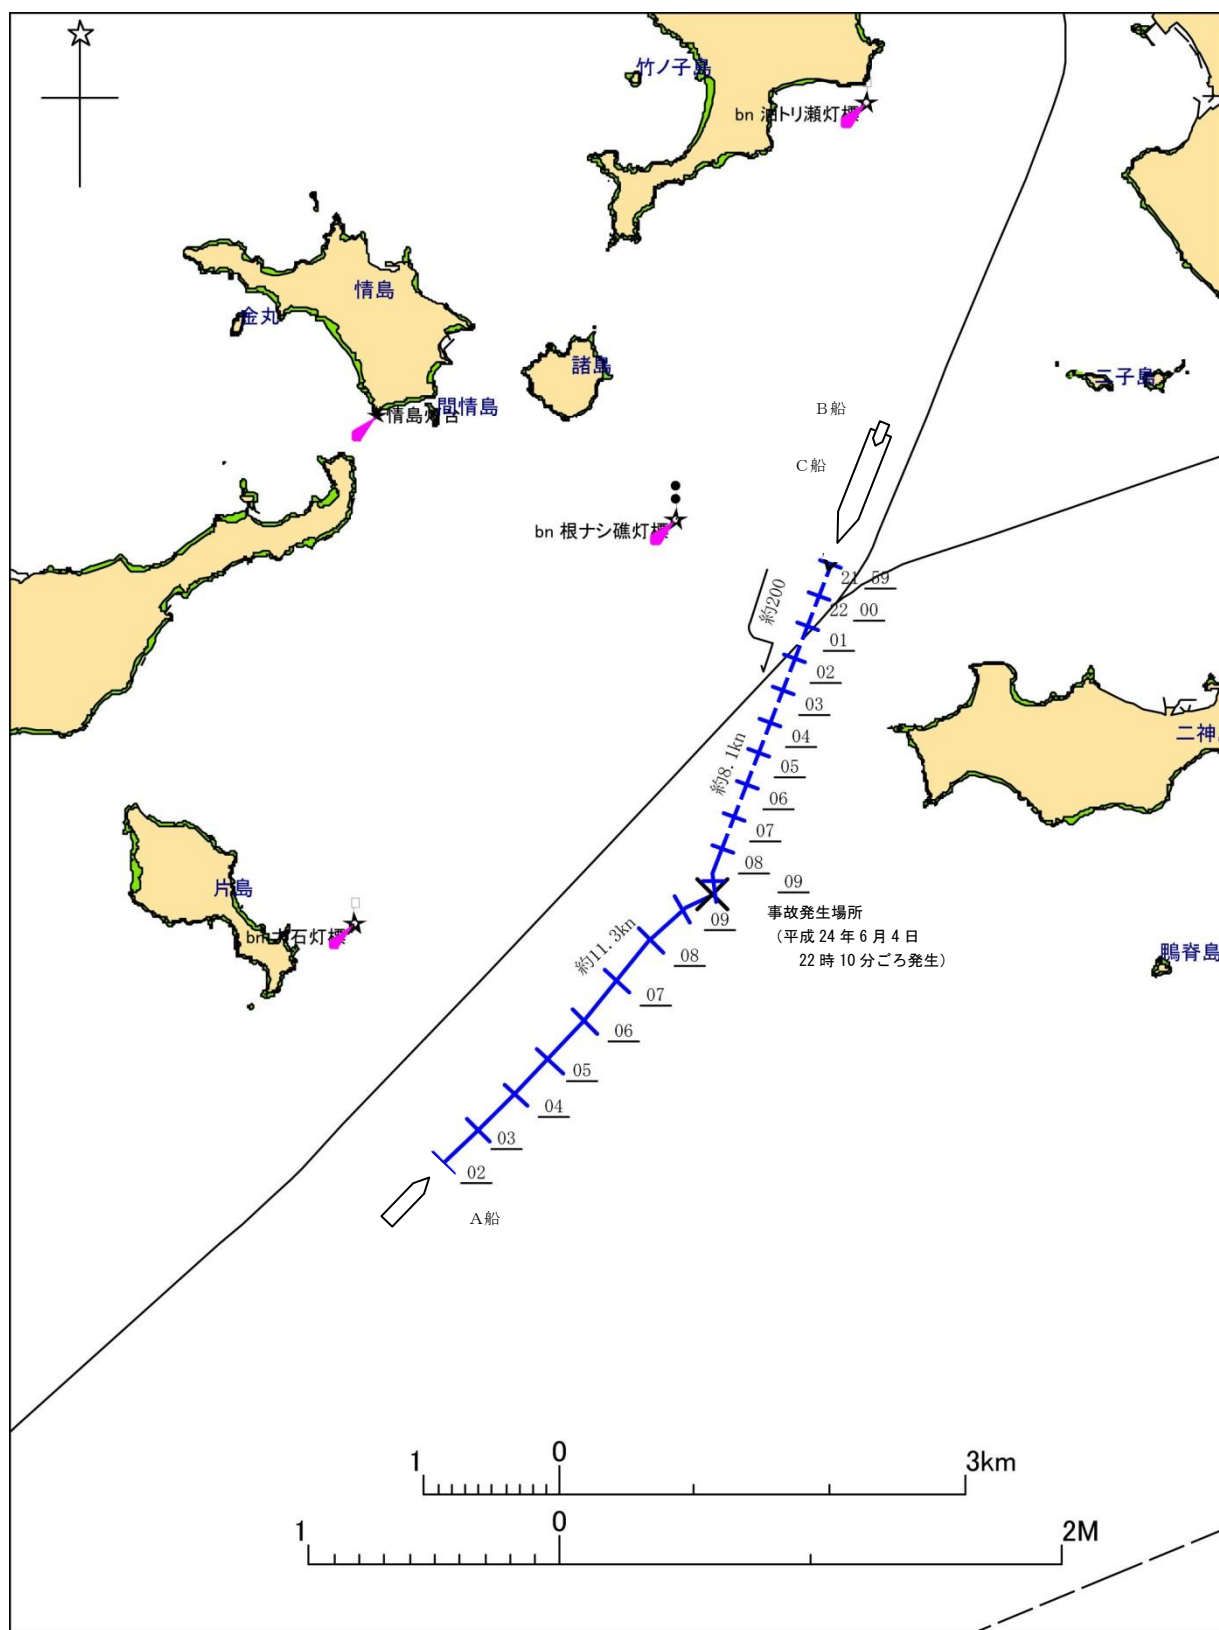 竹ノ子島
bn 油トリ瀬灯標
情島
金丸
諸島
二子島
間情島
情島灯台
B船
C船
bn 根ナシ礁灯標
21 59
22 00
約200
01
02
03
04
約8.1kn
05
06
07
08
09
二神
片島
bn
石灯標
事故発生場所
(平成 24 年 6 月 4 日
22 時 10 分ごろ発生)
鴨脊島
約11.3kn
09
08
07
06
05
04
03
02
A船
1 0 3km
1 0 2M